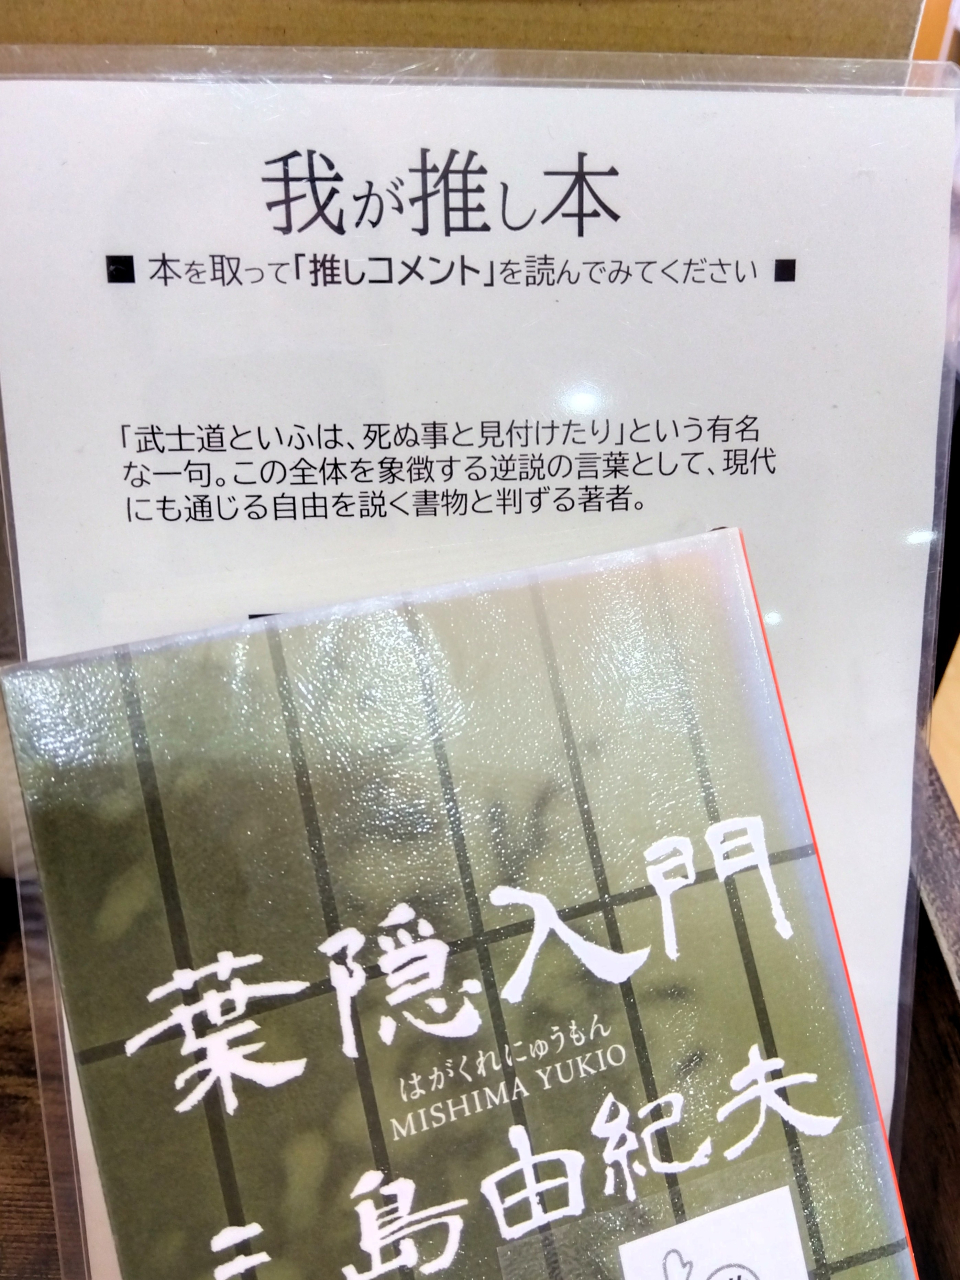 我が推し本
■ 本を取って「推しコメント」を読んでみてください ■
「武士道といふは、死ぬ事と見付けたり」という有名
な一句。この全体を象徴する逆説の言葉として、現代
にも通じる自由を説く書物と判ずる著者。
葉隠入門
はがくれにゅうもん
MISHIMA YUKIO
三島由紀夫